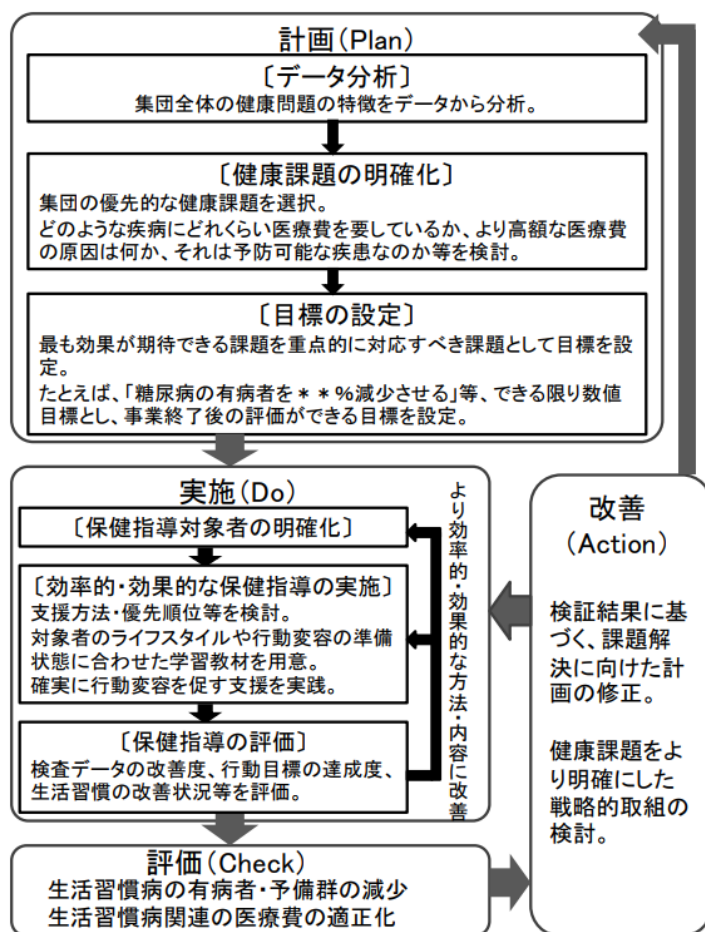 計画(Plan)
〔データ分析〕
集団全体の健康問題の特徴をデータから分析。
〔健康課題の明確化〕
集団の優先的な健康課題を選択。
どのような疾病にどれくらい医療費を要しているか、より高額な医療費
の原因は何か、それは予防可能な疾患なのか等を検討。
〔目標の設定〕
最も効果が期待できる課題を重点的に対応すべき課題として目標を設
定。
たとえば、「糖尿病の有病者を**%減少させる」等、できる限り数値
目標とし、事業終了後の評価ができる目標を設定。
実施(Do)
〔保健指導対象者の明確化〕
〔効率的・効果的な保健指導の実施〕
支援方法・優先順位等を検討。
対象者のライフスタイルや行動変容の準備
状態に合わせた学習教材を用意。
確実に行動変容を促す支援を実践。
〔保健指導の評価〕
検査データの改善度、行動目標の達成度、
生活習慣の改善状況等を評価。
より効率的・効果的な方法・内容に改善
評価(Check)
生活習慣病の有病者・予備群の減少
生活習慣病関連の医療費の適正化
改善
(Action)
検証結果に基
づく、課題解
決に向けた計
画の修正。
健康課題をよ
り明確にした
戦略的取組の
検討。